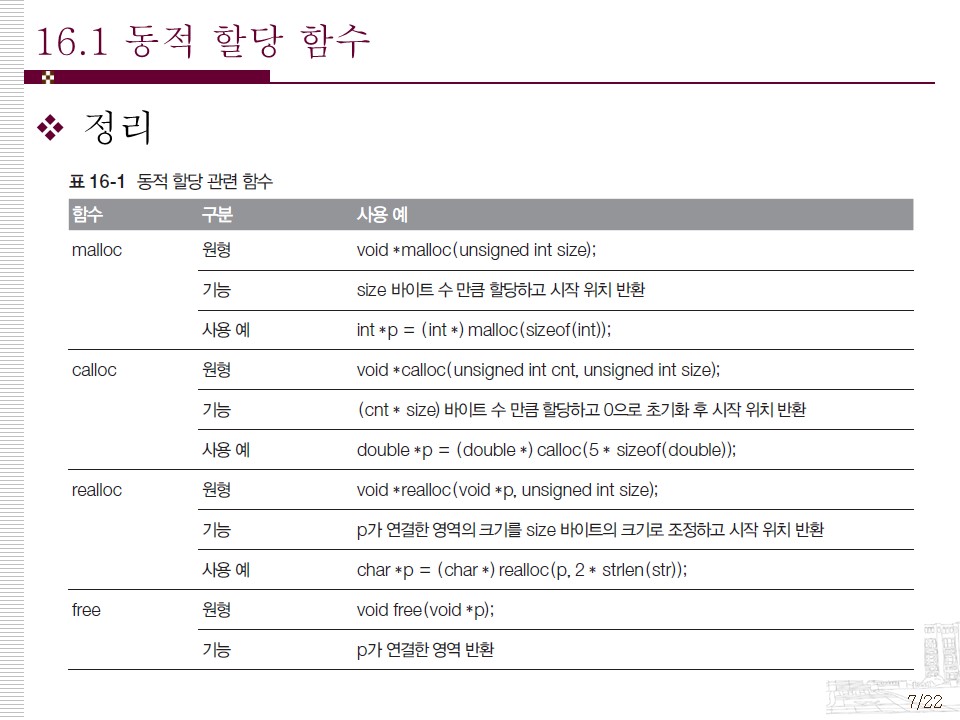 16.1 동적 할당 함수
정리
표 16-1 동적 할당 관련 함수
함수 구분 사용 예
malloc 원형 void *malloc(unsigned int size);
기능 size 바이트 수 만큼 할당하고 시작 위치 반환
사용 예 int *p = (int *) malloc(sizeof(int));
calloc 원형 void *calloc(unsigned int cnt, unsigned int size);
기능 (cnt * size) 바이트 수 만큼 할당하고 0으로 초기화 후 시작 위치 반환
사용 예 double *p = (double *) calloc(5 * sizeof(double));
realloc 원형 void *realloc(void *p, unsigned int size);
기능 p가 연결한 영역의 크기를 size 바이트의 크기로 조정하고 시작 위치 반환
사용 예 char *p = (char *) realloc(p, 2 * strlen(str));
free 원형 void free(void *p);
기능 p가 연결한 영역 반환
7/22